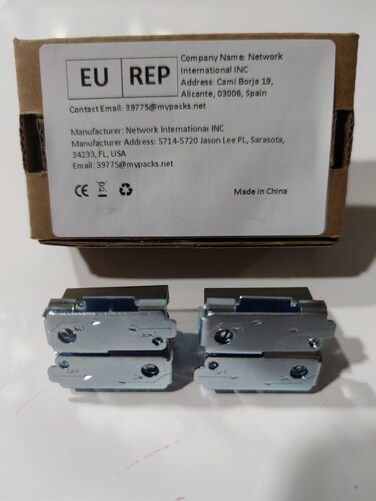 EU REP
Company Name: Network
International INC
Address: Cami Borja 19,
Alicante, 03006, Spain
Contact Email: 39775@mypacks.net
Manufacturer: Network International INC
Manufacturer Address: 5714-5720 Jason Lee PL, Sarasota,
34233, FL, USA
Email: 39775@mypacks.net
CE
Made in China